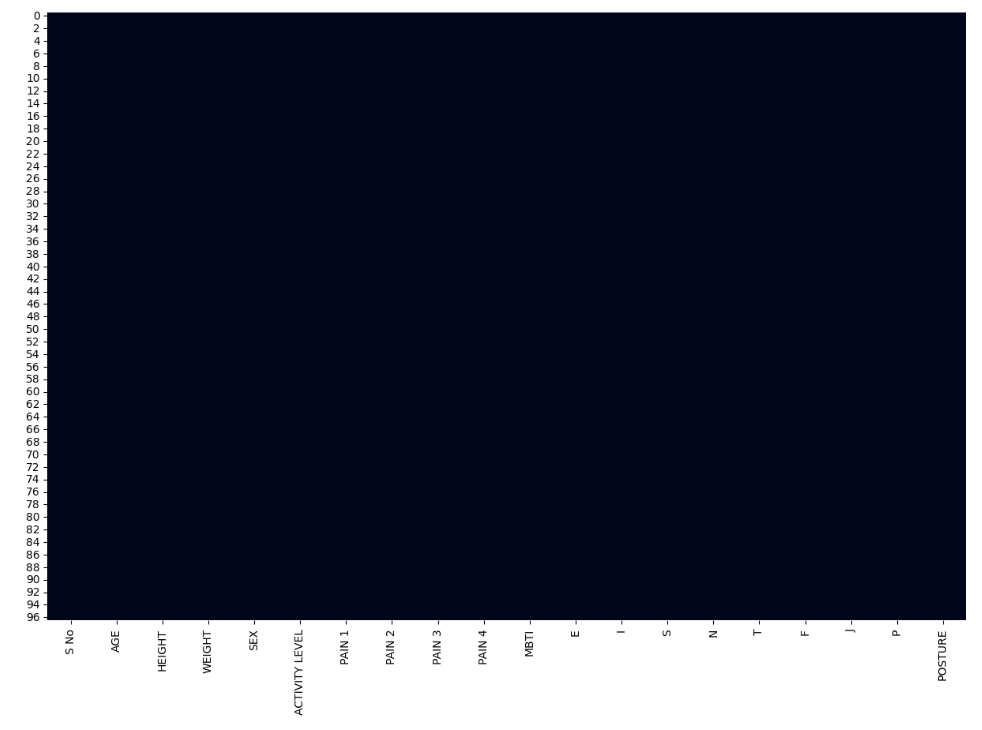 0
2
4
6
8
10
12
14
16
18
20
22
24
26
28
30
32
34
36
38
40
42
44
46
48
50
52
54
56
58
60
62
64
66
68
70
72
74
76
78
80
82
84
86
88
90
92
94
96
S No
AGE
HEIGHT
WEIGHT
SEX
ACTIVITY LEVEL
PAIN 1
PAIN 2
PAIN 3
PAIN 4
MBTI
E
I
S
N
T
F
J
P
POSTURE